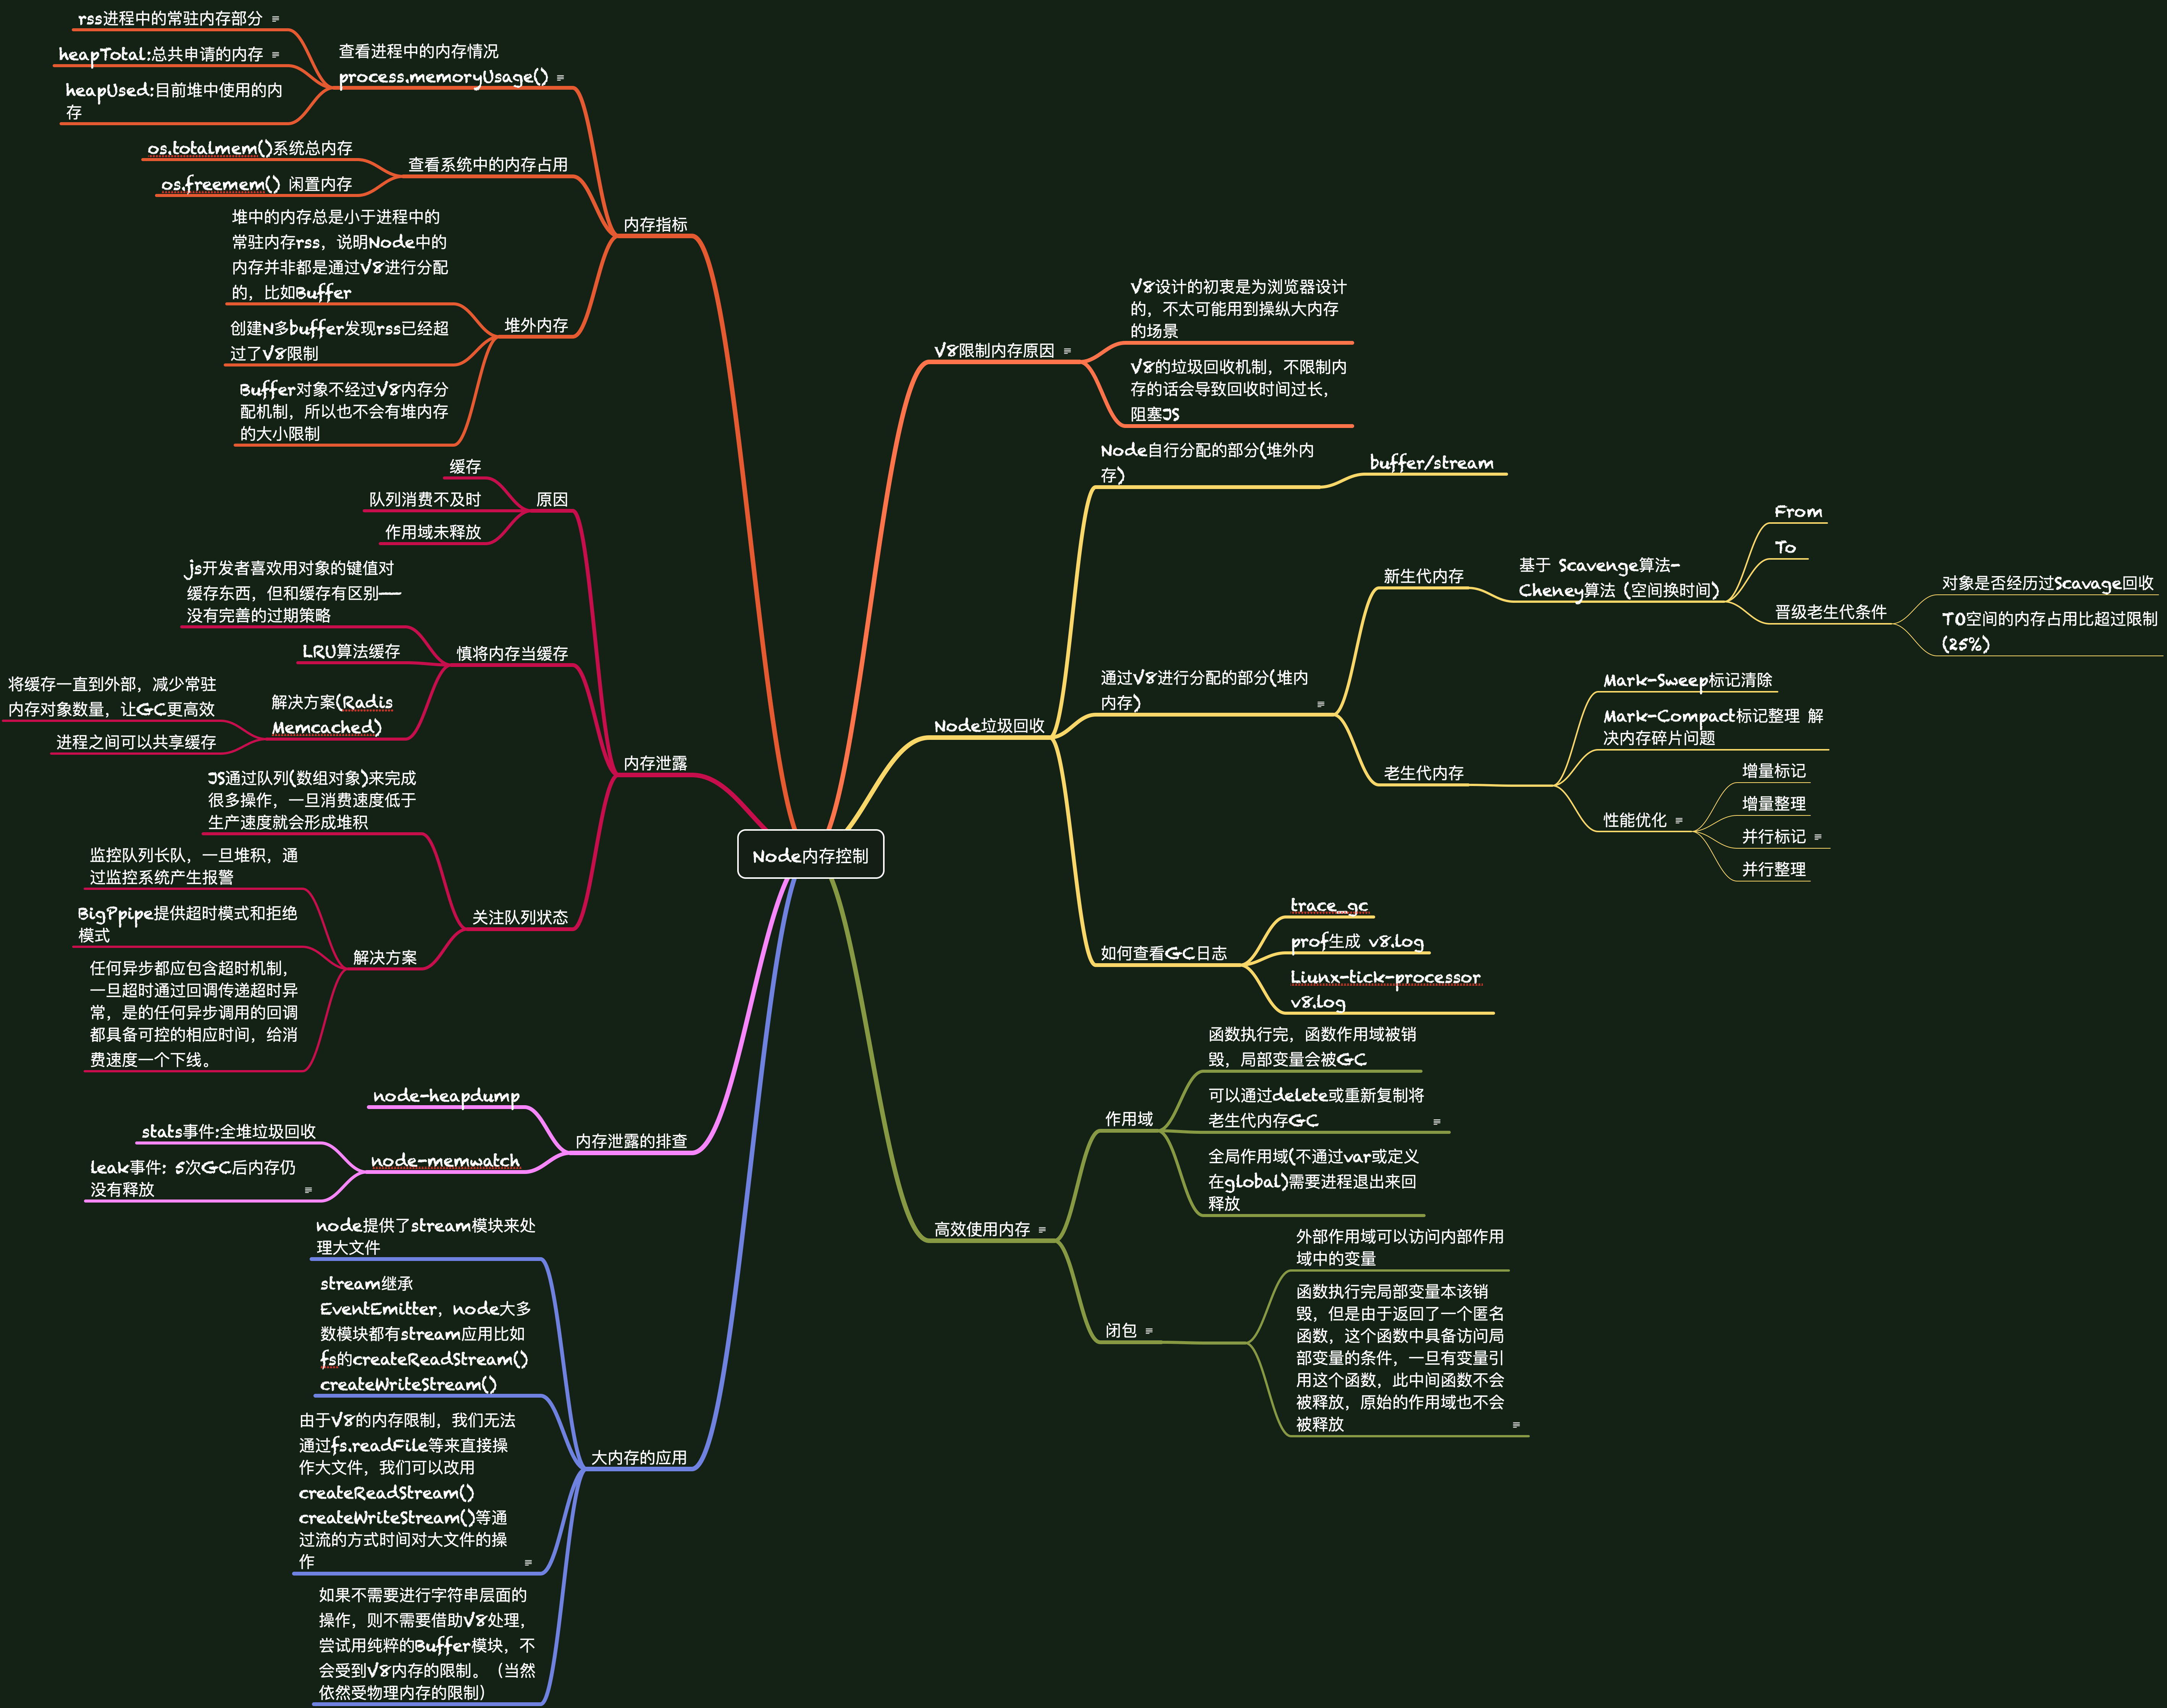 rss进程中的常驻内存部分
heapTotal:总共申请的内存
heapUsed:目前堆中使用的内
存
查看进程中的内存情况
process.memoryUsage()
os.totalmem()系统总内存
os.freemem() 闲置内存
查看系统中的内存占用
堆中的内存总是小于进程中的
常驻内存rss，说明Node中的
内存并非都是通过V8进行分配
的，比如Buffer
创建N多buffer发现rss已经超
过了V8限制
Buffer对象不经过V8内存分
配机制，所以也不会有堆内存
的大小限制
堆外内存
内存指标
缓存
队列消费不及时
作用域未释放
原因
js开发者喜欢用对象的键值对
缓存东西，但和缓存有区别——
没有完善的过期策略
LRU算法缓存
将缓存一直到外部，减少常驻
内存对象数量，让GC更高效
进程之间可以共享缓存
解决方案(Radis
Memcached)
慎将内存当缓存
JS通过队列(数组对象)来完成
很多操作，一旦消费速度低于
生产速度就会形成堆积
监控队列长队，一旦堆积，通
过监控系统产生报警
BigPpipe提供超时模式和拒绝
模式
任何异步都应包含超时机制，
一旦超时通过回调传递超时异
常，是的任何异步调用的回调
都具备可控的相应时间，给消
费速度一个下线。
解决方案
关注队列状态
内存泄露
node-heapdump
stats事件:全堆垃圾回收
leak事件: 5次GC后内存仍
没有释放
node-memwatch
内存泄露的排查
node提供了stream模块来处
理大文件
stream继承
EventEmitter，node大多
数模块都有stream应用比如
fs的createReadStream()
createWriteStream()
由于V8的内存限制，我们无法
通过fs.readFile等来直接操
作大文件，我们可以改用
createReadStream()
createWriteStream()等通
过流的方式时间对大文件的操
作
如果不需要进行字符串层面的
操作，则不需要借助V8处理，
尝试用纯粹的Buffer模块，不
会受到V8内存的限制。（当然
依然受物理内存的限制）
大内存的应用
Node内存控制
V8限制内存原因
V8设计的初衷是为浏览器设计
的，不太可能用到操纵大内存
的场景
V8的垃圾回收机制，不限制内
存的话会导致回收时间过长，
阻塞JS
Node垃圾回收
Node自行分配的部分(堆外内
存)
buffer/stream
通过V8进行分配的部分(堆内
内存)
新生代内存
基于 Scavenge算法-
Cheney算法 (空间换时间)
From
To
晋级老生代条件
对象是否经历过Scavage回收
TO空间的内存占用比超过限制
(25%)
老生代内存
Mark-Sweep标记清除
Mark-Compact标记整理 解
决内存碎片问题
性能优化
增量标记
增量整理
并行标记
并行整理
如何查看GC日志
trace_gc
prof生成 v8.log
Liunx-tick-processor
v8.log
高效使用内存
作用域
函数执行完，函数作用域被销
毁，局部变量会被GC
可以通过delete或重新复制将
老生代内存GC
全局作用域(不通过var或定义
在global)需要进程退出来回
释放
闭包
外部作用域可以访问内部作用
域中的变量
函数执行完局部变量本该销
毁，但是由于返回了一个匿名
函数，这个函数中具备访问局
部变量的条件，一旦有变量引
用这个函数，此中间函数不会
被释放，原始的作用域也不会
被释放